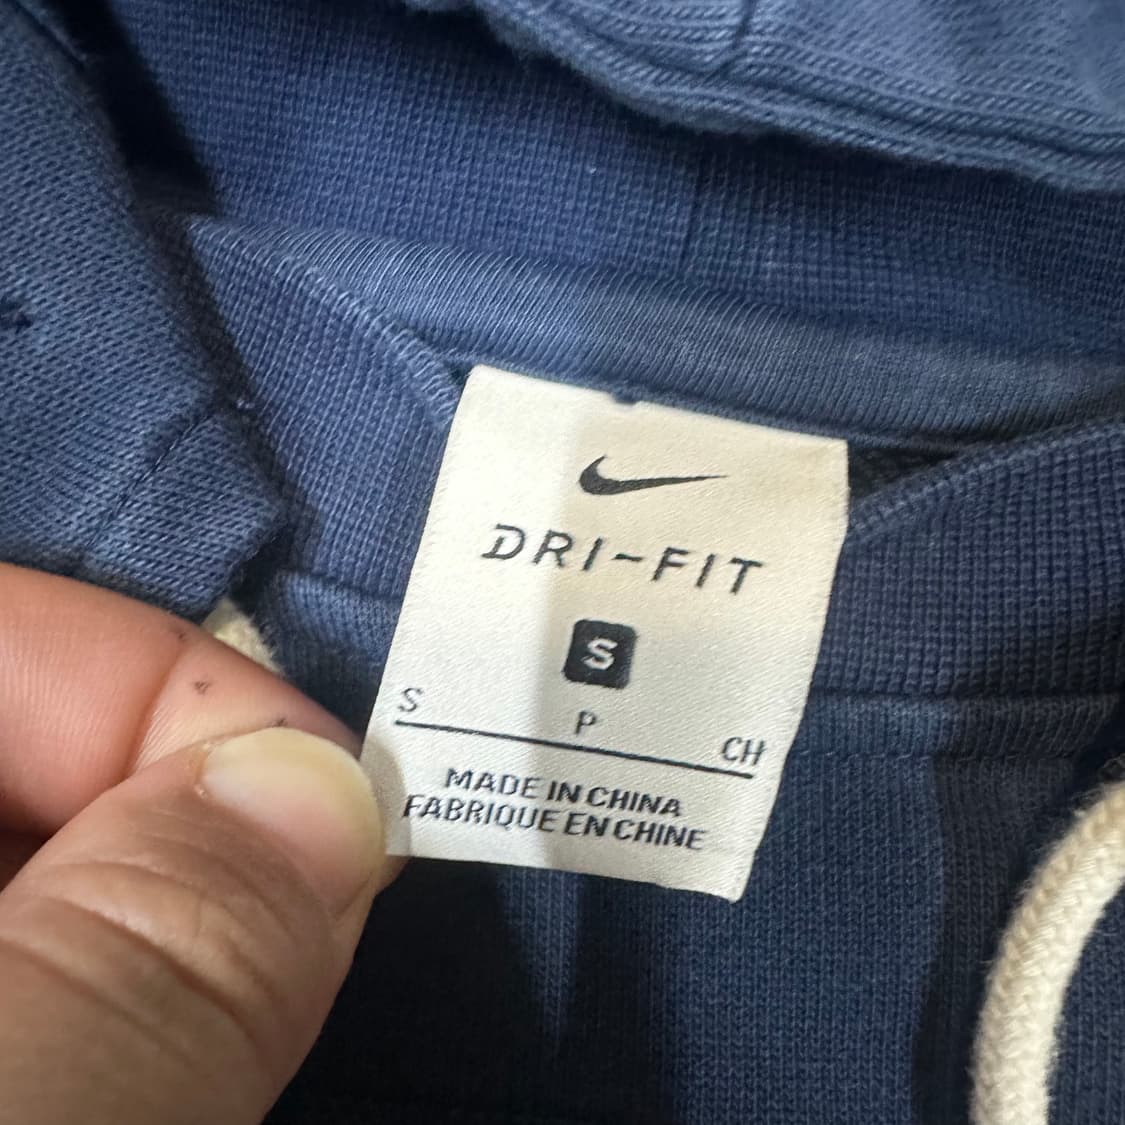 DRI-FIT
S
S P CH
MADE IN CHINA
FABRIQUE EN CHINE